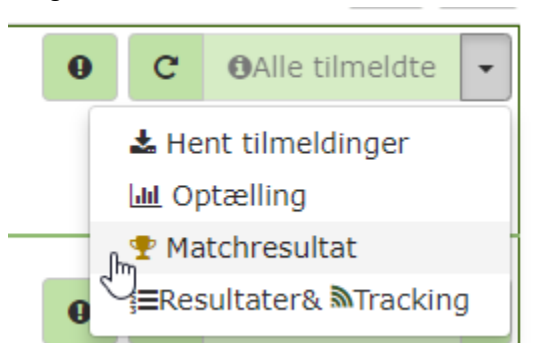 Alle tilmeldte
Hent tilmeldinger
Optælling
Matchresultat
Resultater& Tracking